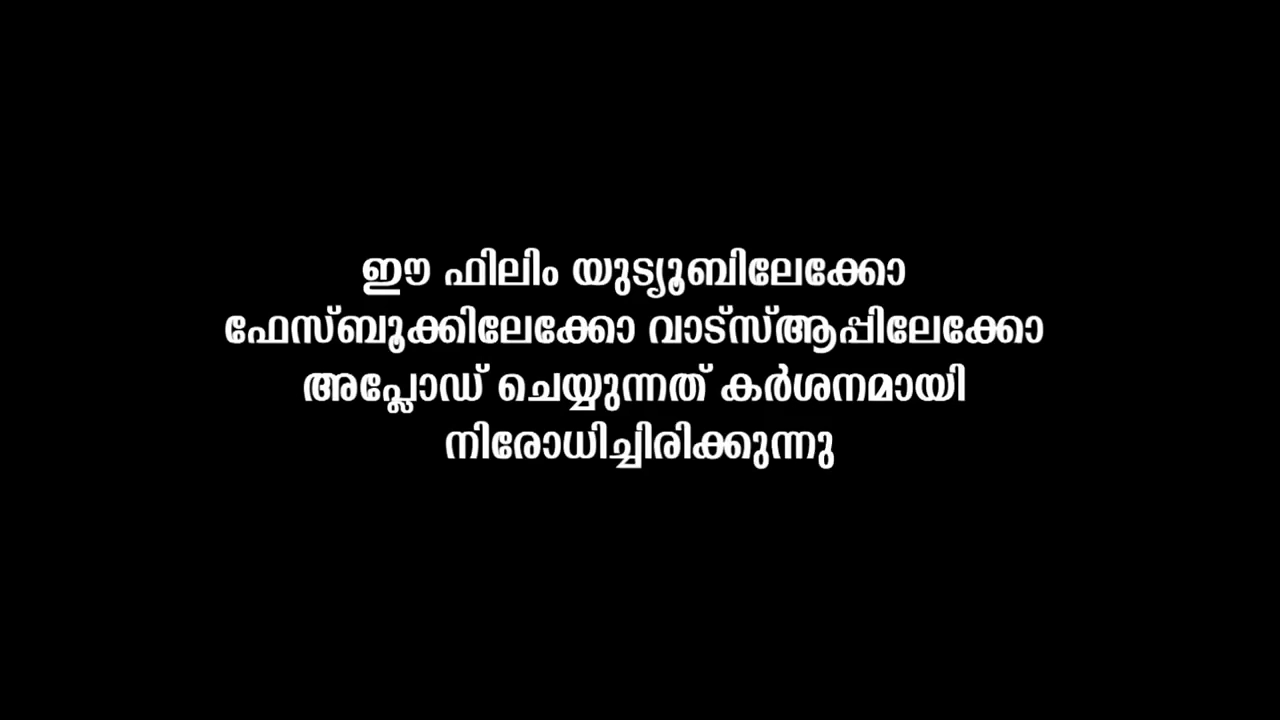 ഈ ഫിലിം യുട്യൂബിലേക്കോ
ഫേസ്ബൂക്കിലേക്കോ വാട്സ്ആപ്പിലേക്കോ
അപ്ലോഡ് ചെയ്യുന്നത് കർശനമായി
നിരോധിച്ചിരിക്കുന്നു